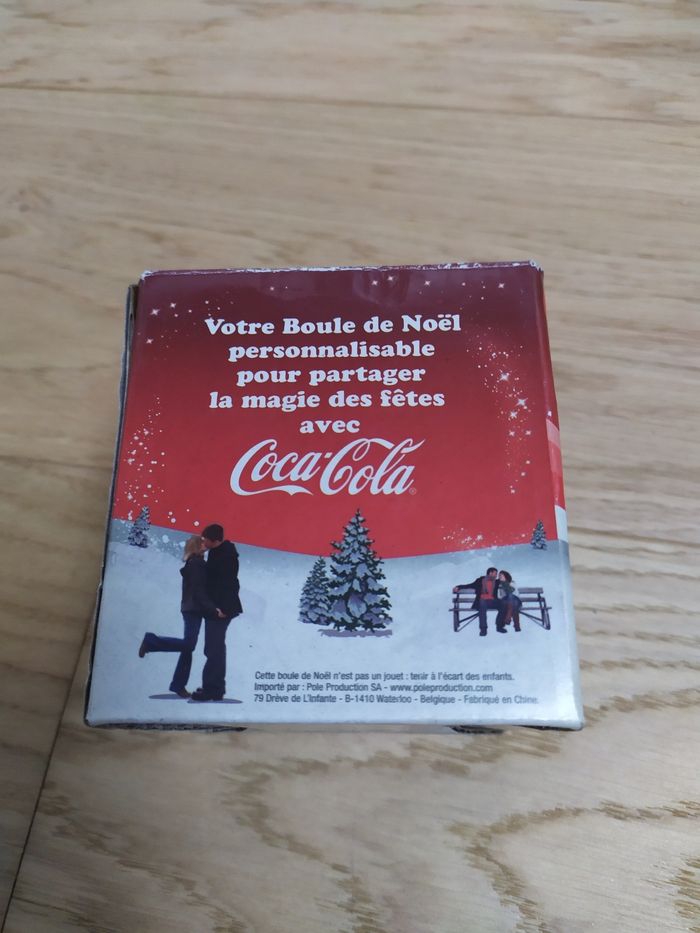 Votre Boule de Noël
personnalisable
pour partager
la magie des fêtes
avec
Coca-Cola®
Cette boule de Noël n'est pas un jouet : tenir à l'écart des enfants.
Importé par : Pole Production SA - www.poleproduction.com
79 Drève de L'Infante - B-1410 Waterloo - Belgique - Fabriqué en Chine.